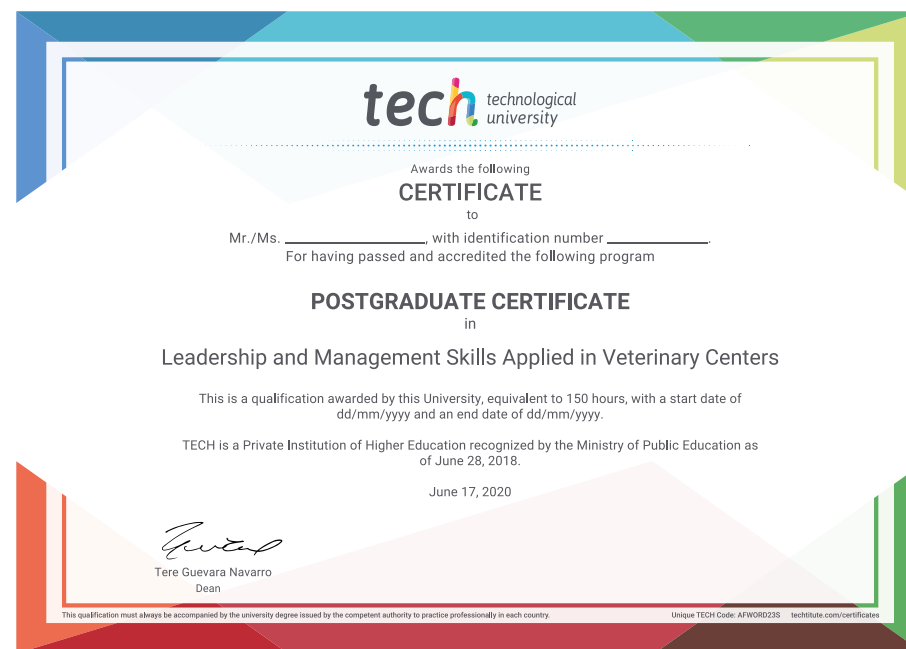 tech technological
university
Awards the following
CERTIFICATE
to
Mr./Ms. ____________________, with identification number ______________.
For having passed and accredited the following program
POSTGRADUATE CERTIFICATE
in
Leadership and Management Skills Applied in Veterinary Centers
This is a qualification awarded by this University, equivalent to 150 hours, with a start date of
dd/mm/yyyy and an end date of dd/mm/yyyy.
TECH is a Private Institution of Higher Education recognized by the Ministry of Public Education as
of June 28, 2018.
June 17, 2020
Tere Guevara Navarro
Dean
This qualification must always be accompanied by the university degree issued by the competent authority to practice professionally in each country. Unique TECH Code: AFWORD23S techtitute.com/certificates